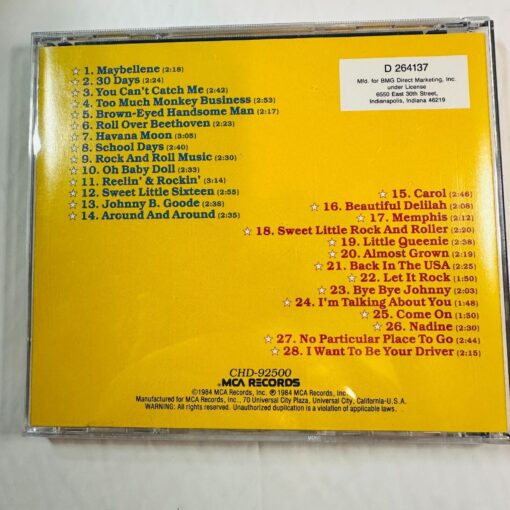 D 264137
Mfd. for BMG Direct Marketing, Inc.
under License
6550 East 30th Street,
Indianapolis, Indiana 46219
☆ 1. Maybellene (2:18)
☆ 2. 30 Days (2:24)
☆ 3. You Can't Catch Me (2:42)
☆ 4. Too Much Monkey Business (2:53)
☆ 5. Brown-Eyed Handsome Man (2:17)
☆ 6. Roll Over Beethoven (2:23)
☆ 7. Havana Moon (3:05)
☆ 8. School Days (2:40)
☆ 9. Rock And Roll Music (2:30)
☆ 10. Oh Baby Doll (2:33)
☆ 11. Reelin' & Rockin' (3:14)
☆ 12. Sweet Little Sixteen (2:55)
☆ 13. Johnny B. Goode (2:38)
☆ 14. Around And Around (2:35)
☆ 15. Carol (2:46)
☆ 16. Beautiful Delilah (2:08)
☆ 17. Memphis (2:12)
☆ 18. Sweet Little Rock And Roller (2:20)
☆ 19. Little Queenie (2:38)
☆ 20. Almost Grown (2:19)
☆ 21. Back In The USA (2:25)
☆ 22. Let It Rock (1:50)
☆ 23. Bye Bye Johnny (2:03)
☆ 24. I'm Talking About You (1:48)
☆ 25. Come On (1:50)
☆ 26. Nadine (2:30)
☆ 27. No Particular Place To Go (2:44)
☆ 28. I Want To Be Your Driver (2:15)
CHD-92500
MCA RECORDS
©1984 MCA Records, Inc. ℗ 1984 MCA Records, Inc.
Manufactured for MCA Records, Inc., 70 Universal City Plaza, Universal City, California-U.S.A.
WARNING: All rights reserved. Unauthorized duplication is a violation of applicable laws.